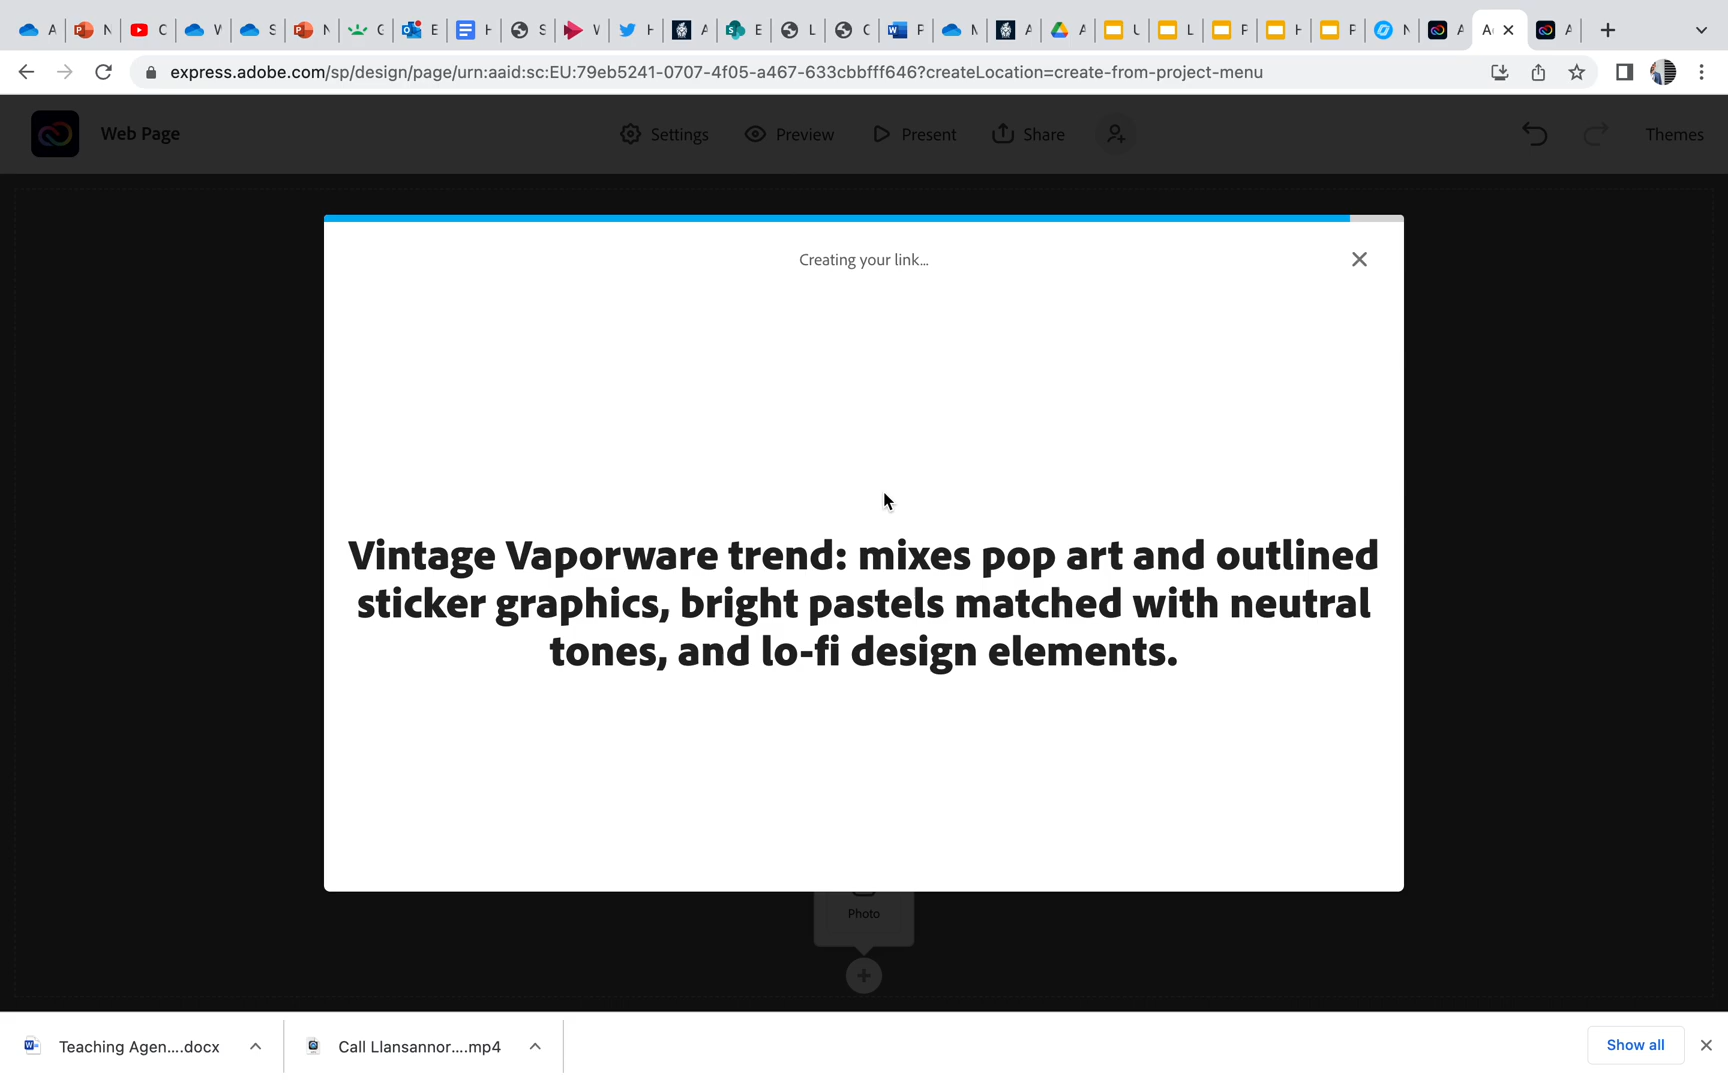 A
N
C
W
S
N
C
E
H
S
V
H
A
E
L
C
F
M
A
A
U
L
P
H
P
N
A
A
A
express.adobe.com/sp/design/page/urn:aaid:sc:EU:79eb5241-0707-4f05-a467-633cbbfff646?createLocation=create-from-project-menu
Web Page
Settings
Preview
Present
Share
Themes
Creating your link...
Vintage Vaporware trend: mixes pop art and outlined
sticker graphics, bright pastels matched with neutral
tones, and lo-fi design elements.
Photo
Teaching Agen....docx
Call Llansannor....mp4
Show all